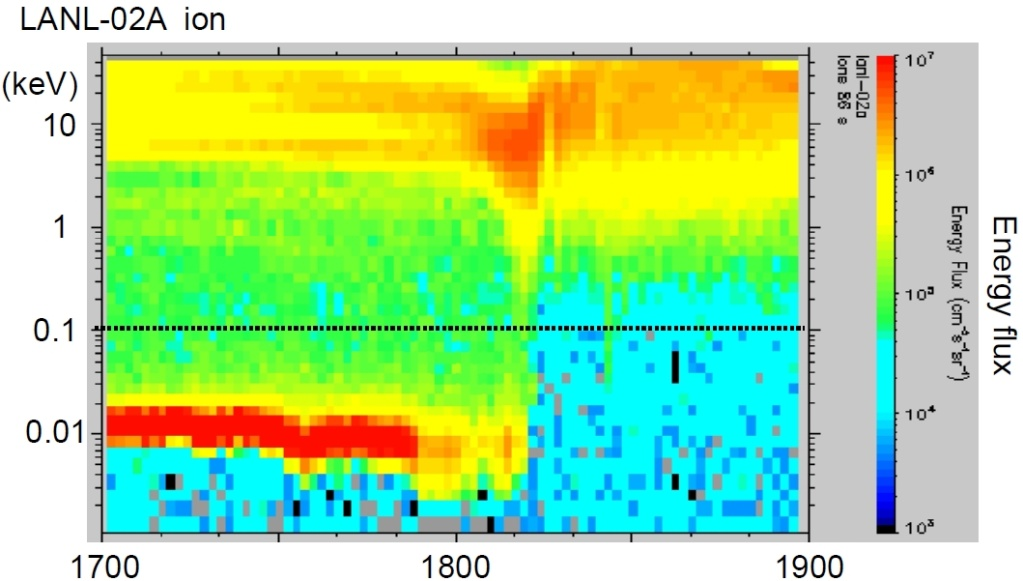 LANL-02A ion
(keV)
10
1
0.1
0.01
1700
1800
1900
lanl-02a
Ions 86 s
10⁷
10⁶
10⁵
10⁴
10³
Energy Flux (cm⁻²s⁻¹sr⁻¹)
Energy flux